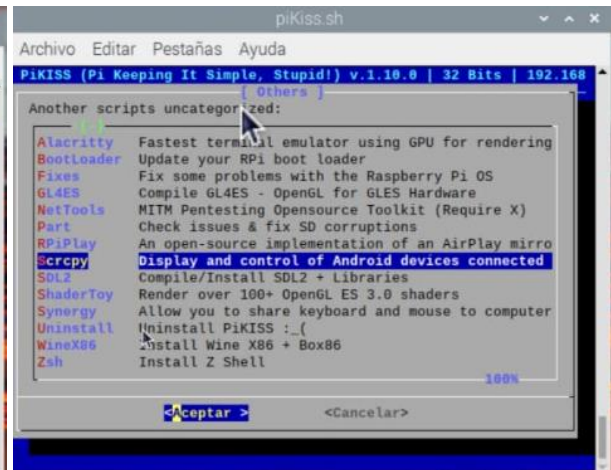 piKiss.sh
Archivo Editar Pestañas Ayuda
PiKISS (Pi Keeping It Simple, Stupid!) v.1.10.0 | 32 Bits | 192.168
[ Others ]
Another scripts uncategorized:
-(-)
Alacritty Fastest terminal emulator using GPU for rendering
BootLoader Update your RPi boot loader
Fixes Fix some problems with the Raspberry Pi OS
GL4ES Compile GL4ES - OpenGL for GLES Hardware
NetTools MITM Pentesting Opensource Toolkit (Require X)
Part Check issues & fix SD corruptions
RPiPlay An open-source implementation of an AirPlay mirro
Scrcpy Display and control of Android devices connected
SDL2 Compile/Install SDL2 + Libraries
ShaderToy Render over 100+ OpenGL ES 3.0 shaders
Synergy Allow you to share keyboard and mouse to computer
Uninstall Uninstall PiKISS :_(
WineX86 Install Wine X86 + Box86
Zsh Install Z Shell
100%
<Aceptar > <Cancelar>